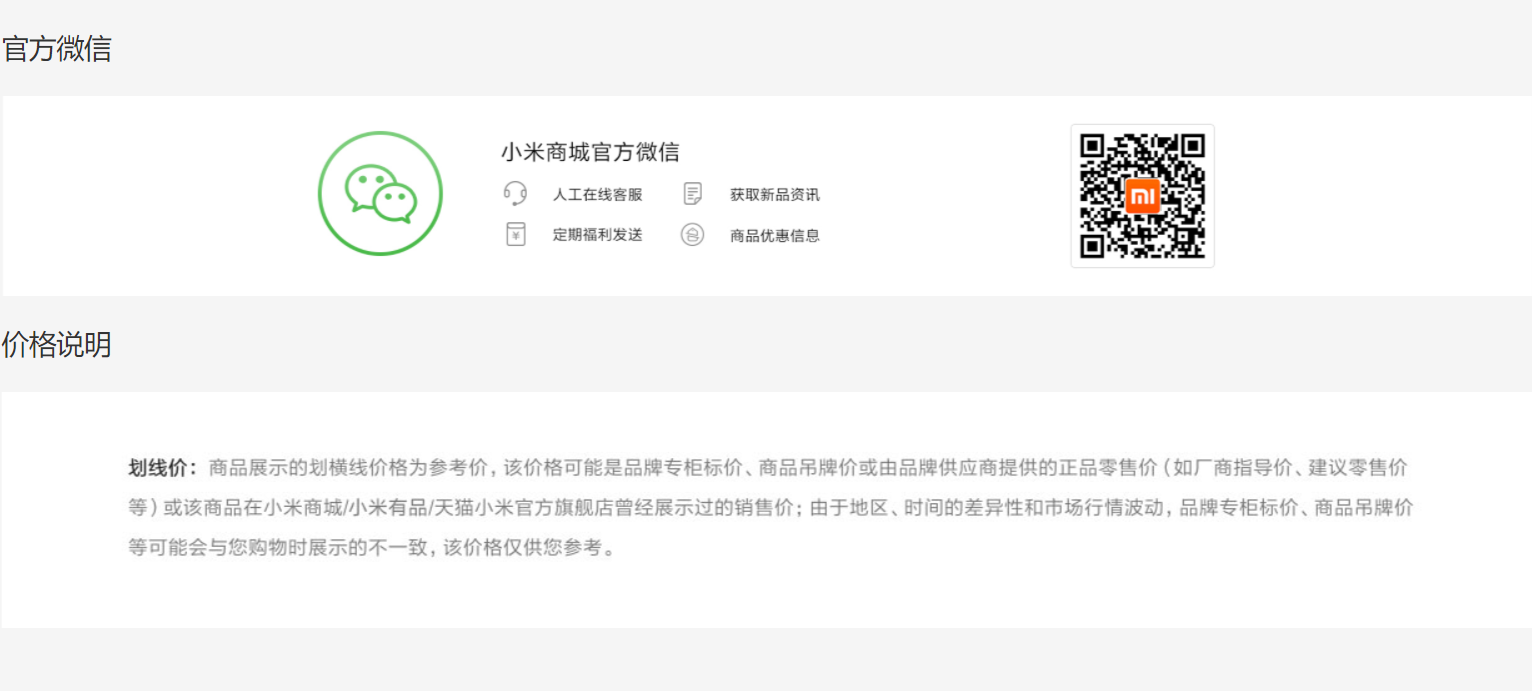 官方微信
小米商城官方微信
人工在线客服 获取新品资讯
定期福利发送 商品优惠信息
价格说明
划线价：商品展示的划横线价格为参考价，该价格可能是品牌专柜标价、商品吊牌价或由品牌供应商提供的正品零售价（如厂商指导价、建议零售价
等）或该商品在小米商城/小米有品/天猫小米官方旗舰店曾经展示过的销售价；由于地区、时间的差异性和市场行情波动，品牌专柜标价、商品吊牌价
等可能会与您购物时展示的不一致，该价格仅供您参考。